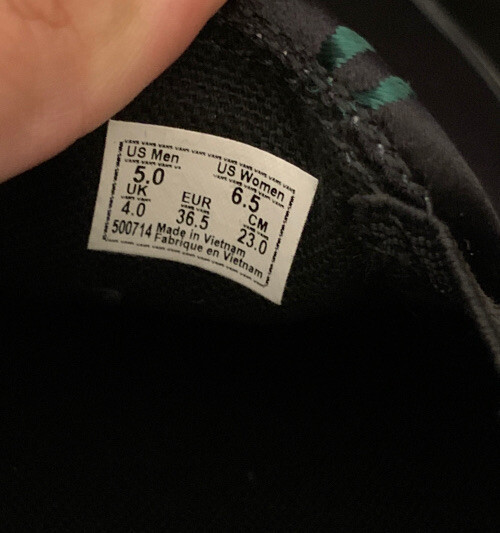 US Men US Women
5.0 6.5
UK EUR CM
4.0 36.5 23.0
500714 Made in Vietnam
Fabrique en Vietnam